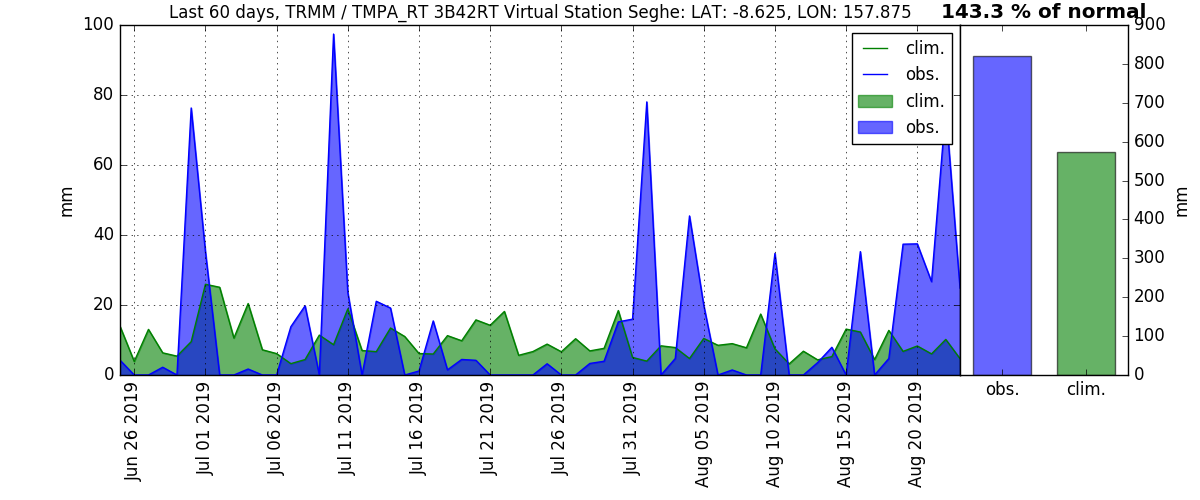 Last 60 days, TRMM / TMPA_RT 3B42RT Virtual Station Seghe: LAT: -8.625, LON: 157.875
143.3 % of normal
100
80
60
40
20
0
mm
clim.
obs.
clim.
obs.
900
800
700
600
500
400
300
200
100
0
mm
Jun 26 2019
Jul 01 2019
Jul 06 2019
Jul 11 2019
Jul 16 2019
Jul 21 2019
Jul 26 2019
Jul 31 2019
Aug 05 2019
Aug 10 2019
Aug 15 2019
Aug 20 2019
obs.
clim.